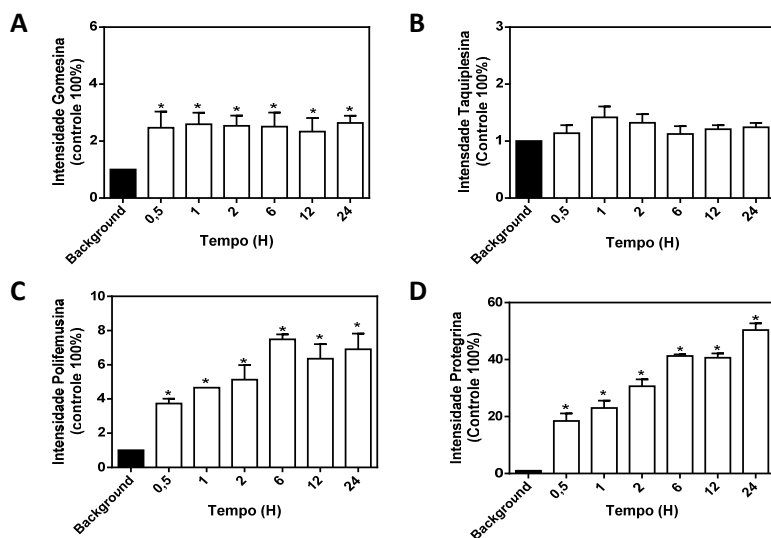 A
Intensidade Gomesina
(controle 100%)
6
4
2
0
* * * * * *
Background 0,5 1 2 6 12 24
Tempo (H)
B
Intensdade Taquiplesina
(Controle 100%)
3
2
1
0
Background 0,5 1 2 6 12 24
Tempo (H)
C
Intensidade Polifemusina
(controle 100%)
10
8
6
4
2
0
* * * * * *
Background 0,5 1 2 6 12 24
Tempo (H)
D
Intensidade Protegrina
(Controle 100%)
60
40
20
0
* * * * * *
Background 0,5 1 2 6 12 24
Tempo (H)